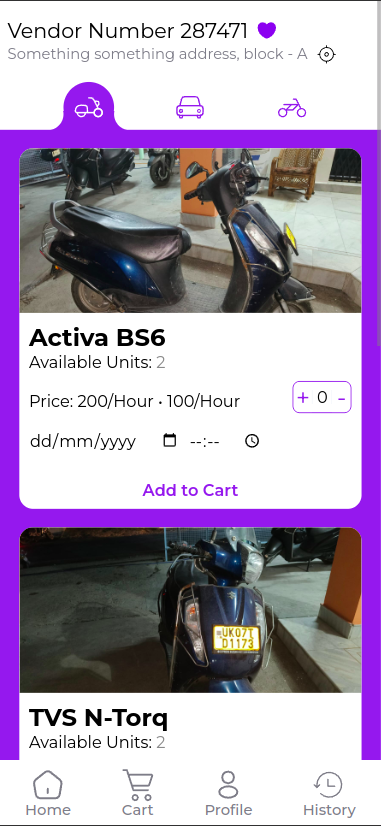 Vendor Number 287471
Something something address, block - A
Activa BS6
Available Units: 2
Price: 200/Hour • 100/Hour
+ 0 -
dd/mm/yyyy --:--
Add to Cart
UK07T
D1173
TVS N-Torq
Available Units: 2
Home Cart Profile History